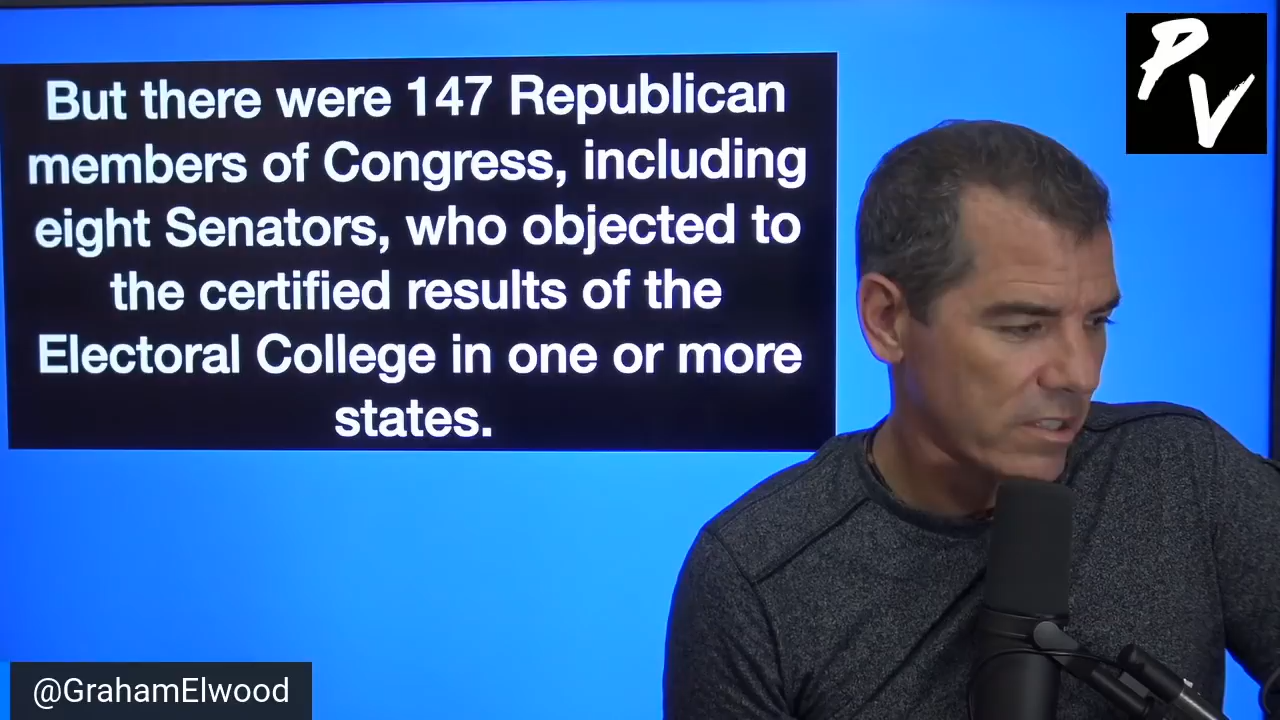 But there were 147 Republican
members of Congress, including
eight Senators, who objected to
the certified results of the
Electoral College in one or more
states.
PV
@GrahamElwood